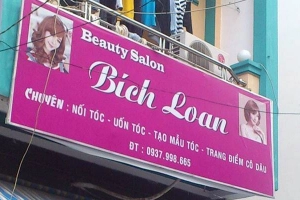 Beauty Salon
Bích Loan
CHUYÊN : NỐI TÓC - UỐN TÓC - TẠO MẪU TÓC - TRANG ĐIỂM CÔ DÂU
ĐT : 0937.998.665